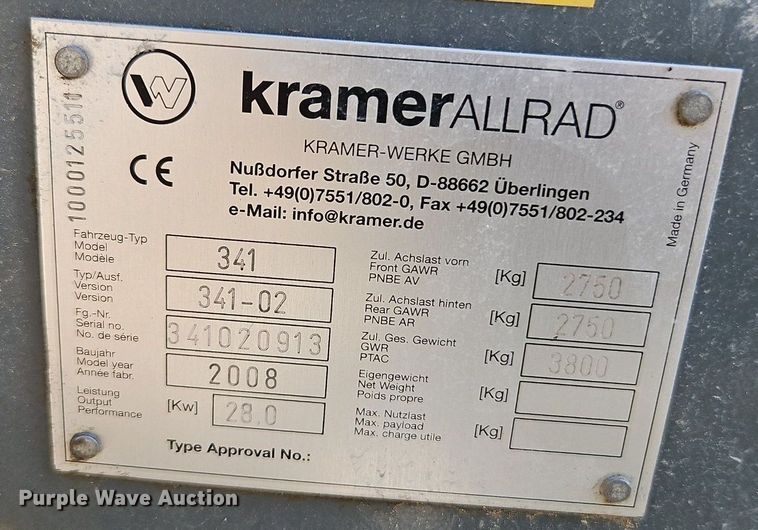 kramerALLRAD®
KRAMER-WERKE GMBH
Nußdorfer Straße 50, D-88662 Überlingen
Tel. +49(0)7551/802-0, Fax +49(0)7551/802-234
e-Mail: info@kramer.de
CE
1000125511
Made in Germany
Fahrzeug-Typ
Model
Modèle
341
Typ/Ausf.
Version
Version
341-02
Fg.-Nr.
Serial no.
No. de série
341020913
Baujahr
Model year
Année fabr.
2008
Leistung
Output
Performance
[Kw] 28.0
Zul. Achslast vorn
Front GAWR
PNBE AV
[Kg] 2750
Zul. Achslast hinten
Rear GAWR
PNBE AR
[Kg] 2750
Zul. Ges. Gewicht
GWR
PTAC
[Kg] 3800
Eigengewicht
Net Weight
Poids propre
[Kg]
Max. Nutzlast
Max. payload
Max. charge utile
[Kg]
Type Approval No.:
Purple Wave Auction